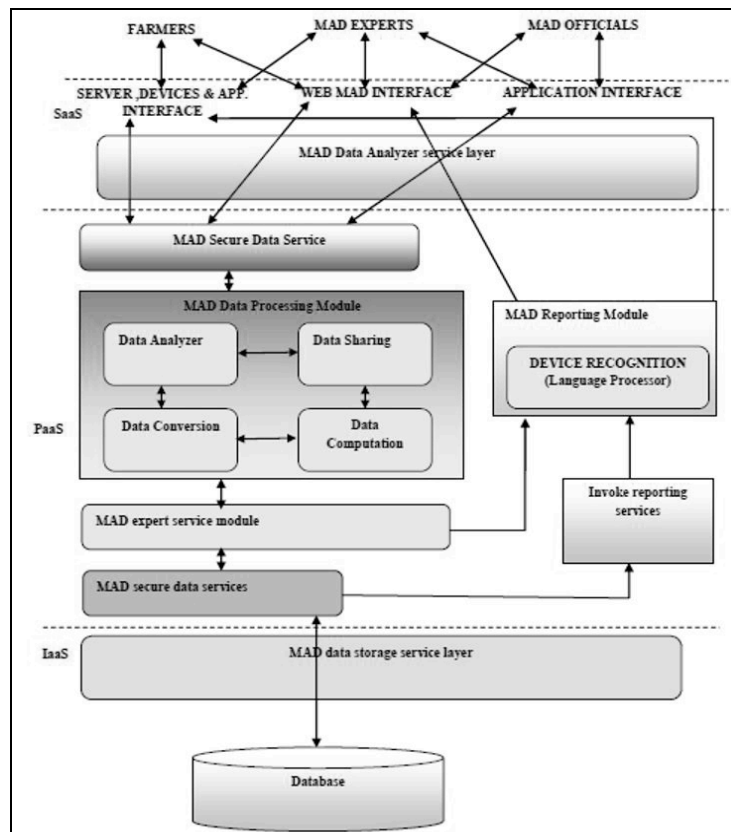 FARMERS
MAD EXPERTS
MAD OFFICIALS
SERVER ,DEVICES & APP.
INTERFACE
WEB MAD INTERFACE
APPLICATION INTERFACE
SaaS
MAD Data Analyzer service layer
MAD Secure Data Service
MAD Data Processing Module
Data Analyzer
Data Sharing
Data Conversion
Data
Computation
PaaS
MAD Reporting Module
DEVICE RECOGNITION
(Language Processor)
MAD expert service module
Invoke reporting
services
MAD secure data services
IaaS
MAD data storage service layer
Database